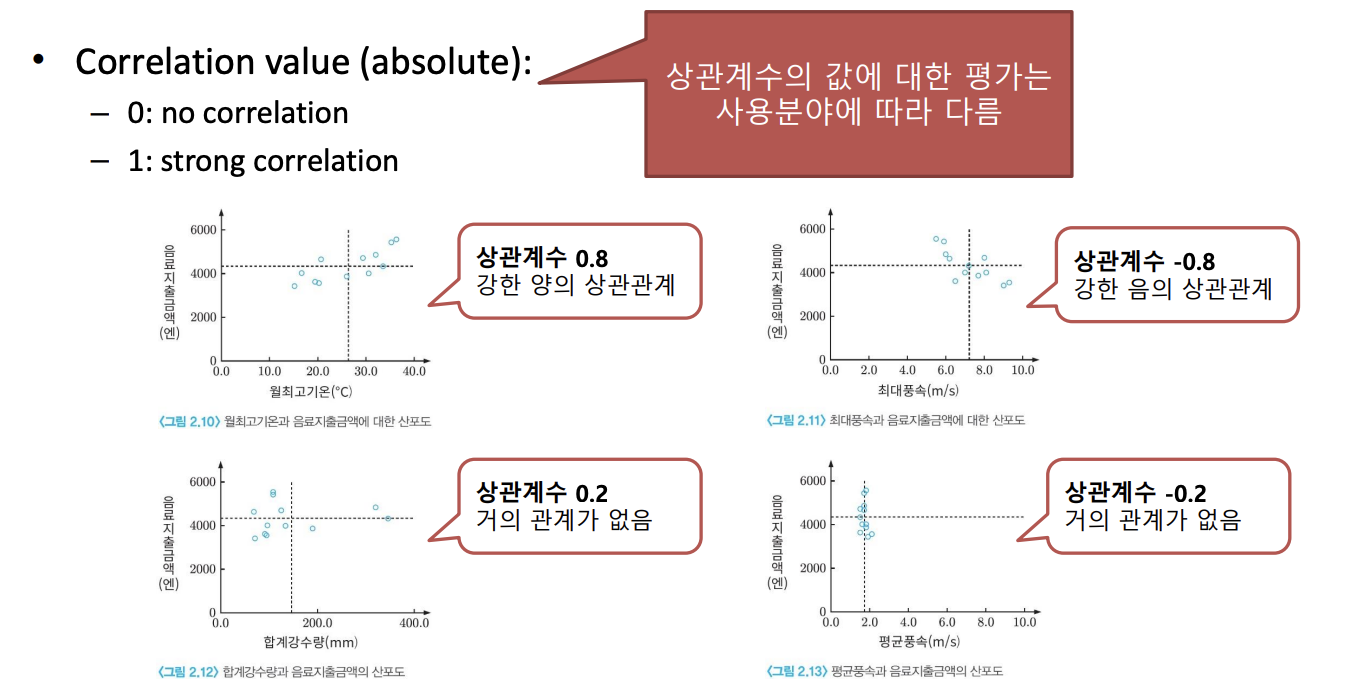 • Correlation value (absolute):
– 0: no correlation
– 1: strong correlation
상관계수의 값에 대한 평가는
사용분야에 따라 다름
음료지출금액(엔)
6000
4000
2000
0
0.0 10.0 20.0 30.0 40.0
월최고기온(℃)
<그림 2.10> 월최고기온과 음료지출금액에 대한 산포도
상관계수 0.8
강한 양의 상관관계
음료지출금액(엔)
6000
4000
2000
0
0.0 2.0 4.0 6.0 8.0 10.0
최대풍속(m/s)
<그림 2.11> 최대풍속과 음료지출금액에 대한 산포도
상관계수 -0.8
강한 음의 상관관계
음료지출금액(엔)
6000
4000
2000
0
0.0 200.0 400.0
합계강수량(mm)
<그림 2.12> 합계강수량과 음료지출금액의 산포도
상관계수 0.2
거의 관계가 없음
음료지출금액(엔)
6000
4000
2000
0
0.0 2.0 4.0 6.0 8.0 10.0
평균풍속(m/s)
<그림 2.13> 평균풍속과 음료지출금액의 산포도
상관계수 -0.2
거의 관계가 없음